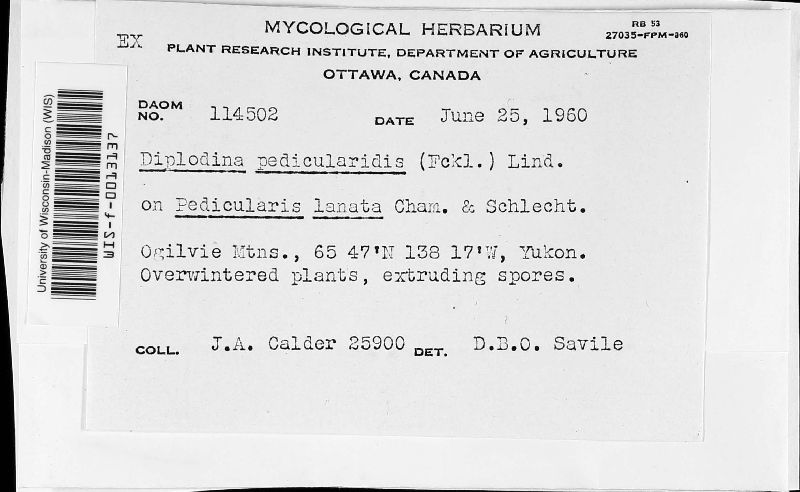 EX
MYCOLOGICAL HERBARIUM
RB 53
27035-FPM-360
PLANT RESEARCH INSTITUTE, DEPARTMENT OF AGRICULTURE
OTTAWA, CANADA
DAOM NO. 114502 DATE June 25, 1960
Diplodina pedicularidis (Fckl.) Lind.
on Pedicularis lanata Cham. & Schlecht.
Ogilvie Mtns., 65 47'N 138 17'W, Yukon.
Overwintered plants, extruding spores.
COLL. J.A. Calder 25900 DET. D.B.O. Savile
University of Wisconsin-Madison (WIS)